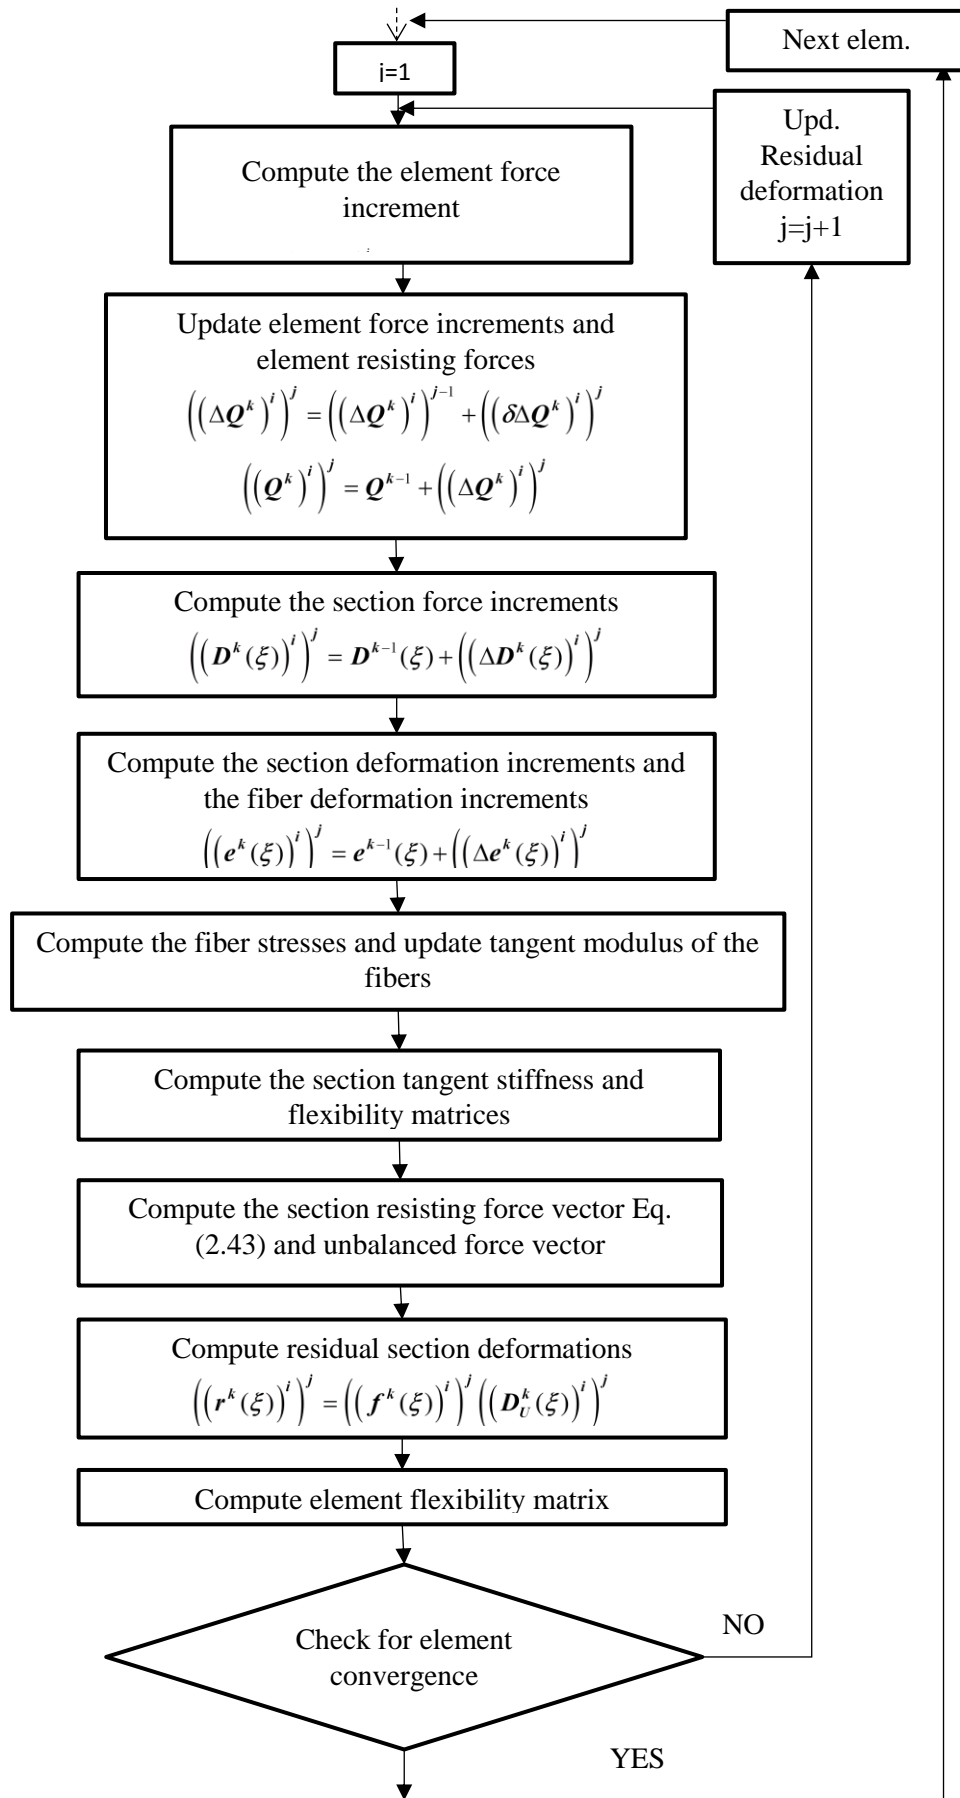 Next elem.
j=1
Upd.
Residual
deformation
j=j+1
Compute the element force
increment
Update element force increments and
element resisting forces
((ΔQ^k)^i)^j = ((ΔQ^k)^i)^{j-1} + ((δΔQ^k)^i)^j
((Q^k)^i)^j = Q^{k-1} + ((ΔQ^k)^i)^j
Compute the section force increments
((D^k(ξ))^i)^j = D^{k-1}(ξ) + ((ΔD^k(ξ))^i)^j
Compute the section deformation increments and
the fiber deformation increments
((e^k(ξ))^i)^j = e^{k-1}(ξ) + ((Δe^k(ξ))^i)^j
Compute the fiber stresses and update tangent modulus of the
fibers
Compute the section tangent stiffness and
flexibility matrices
Compute the section resisting force vector Eq.
(2.43) and unbalanced force vector
Compute residual section deformations
((r^k(ξ))^i)^j = ((f^k(ξ))^i)^j ((D_U^k(ξ))^i)^j
Compute element flexibility matrix
Check for element
convergence
NO
YES